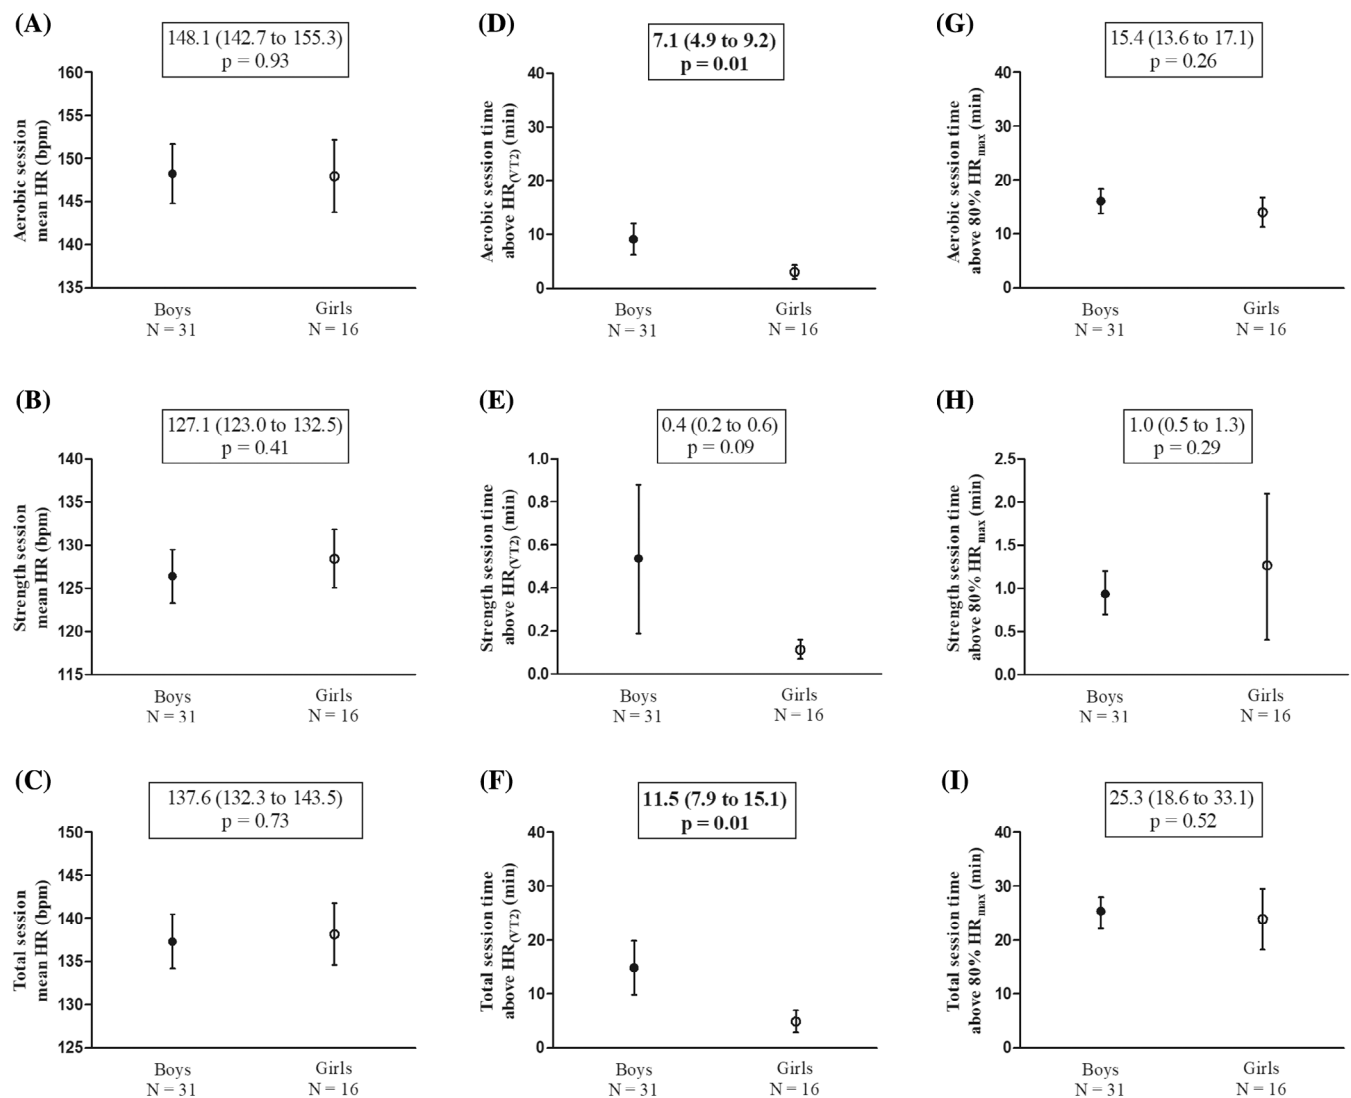 (A)
148.1 (142.7 to 155.3)
p = 0.93
Aerobic session
mean HR (bpm)
160
155
150
145
140
135
Boys
N = 31
Girls
N = 16
(D)
7.1 (4.9 to 9.2)
p = 0.01
Aerobic session time
above HR(VT2) (min)
40
30
20
10
0
Boys
N = 31
Girls
N = 16
(G)
15.4 (13.6 to 17.1)
p = 0.26
Aerobic session time
above 80% HRmax (min)
40
30
20
10
0
Boys
N = 31
Girls
N = 16
(B)
127.1 (123.0 to 132.5)
p = 0.41
Strength session
mean HR (bpm)
140
135
130
125
120
115
Boys
N = 31
Girls
N = 16
(E)
0.4 (0.2 to 0.6)
p = 0.09
Strength session time
above HR(VT2) (min)
1.0
0.8
0.6
0.4
0.2
0.0
Boys
N = 31
Girls
N = 16
(H)
1.0 (0.5 to 1.3)
p = 0.29
Strength session time
above 80% HRmax (min)
2.5
2.0
1.5
1.0
0.5
0.0
Boys
N = 31
Girls
N = 16
(C)
137.6 (132.3 to 143.5)
p = 0.73
Total session
mean HR (bpm)
150
145
140
135
130
125
Boys
N = 31
Girls
N = 16
(F)
11.5 (7.9 to 15.1)
p = 0.01
Total session time
above HR(VT2) (min)
40
30
20
10
0
Boys
N = 31
Girls
N = 16
(I)
25.3 (18.6 to 33.1)
p = 0.52
Total session time
above 80% HRmax (min)
40
30
20
10
0
Boys
N = 31
Girls
N = 16